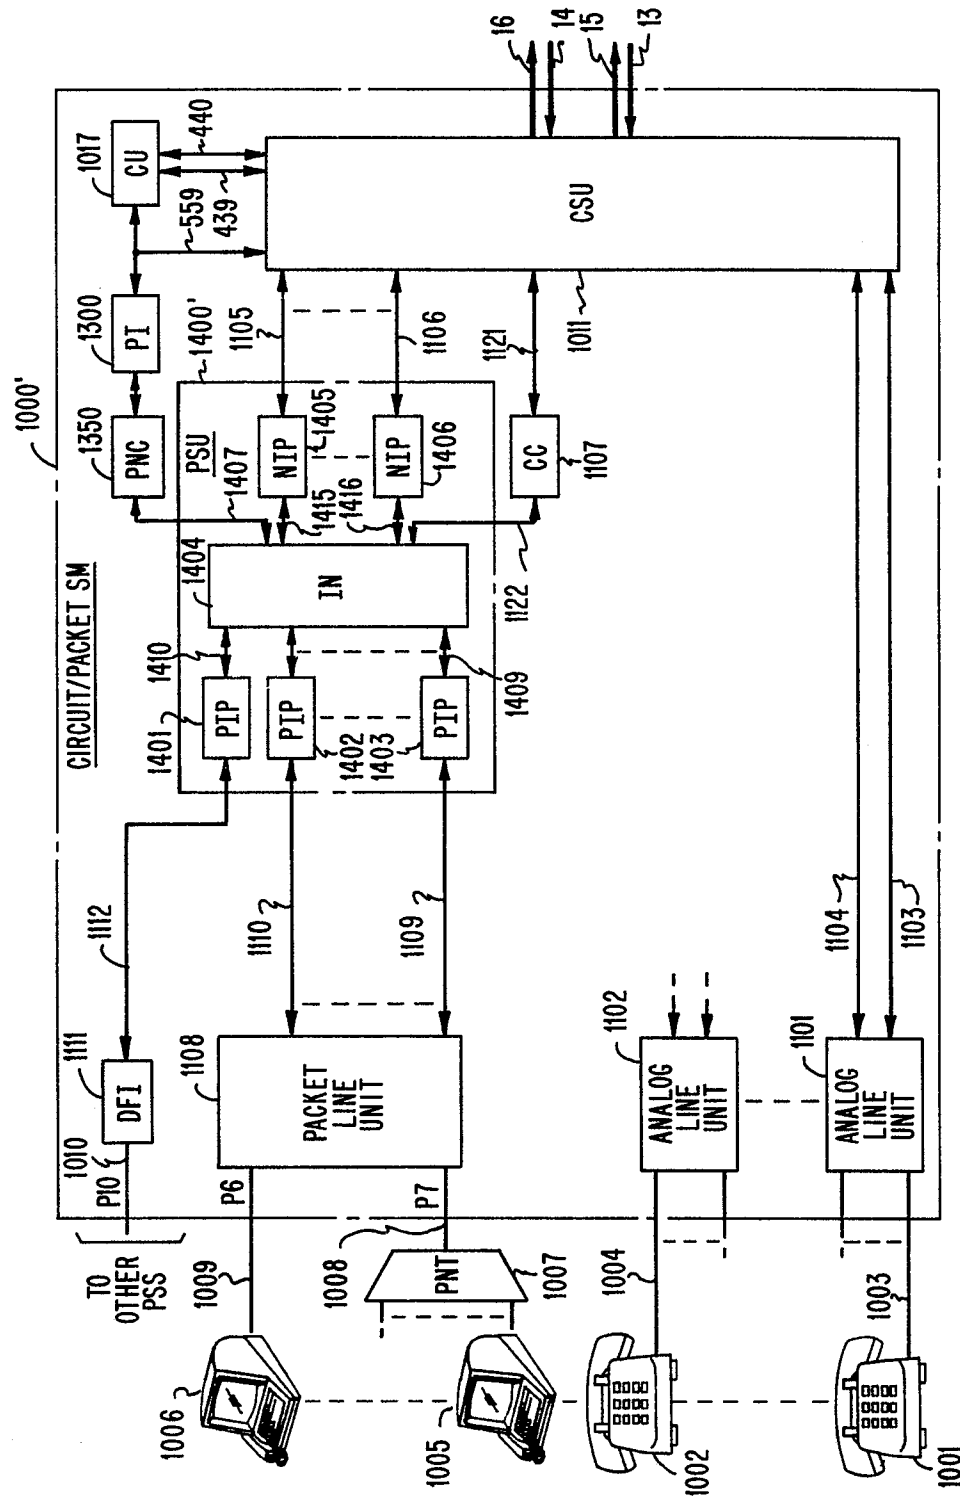 1000'
CIRCUIT/PACKET SM
TO
OTHER
PSS
P10
1010
1111
DFI
1112
1401
PIP
1410
1404
IN
1407
PSU
1400'
1350
PNC
1300
PI
1017
CU
559
439
440
1006
1009
P6
1108
PACKET
LINE
UNIT
1110
PIP
1402
1415
NIP
1405
1105
1005
1008
P7
PNT
1007
1109
1403
PIP
1409
1416
NIP
1406
1106
1122
CC
1107
1121
1011
CSU
16
14
15
13
1002
1004
1102
ANALOG
LINE
UNIT
1001
1003
1101
ANALOG
LINE
UNIT
1104
1103